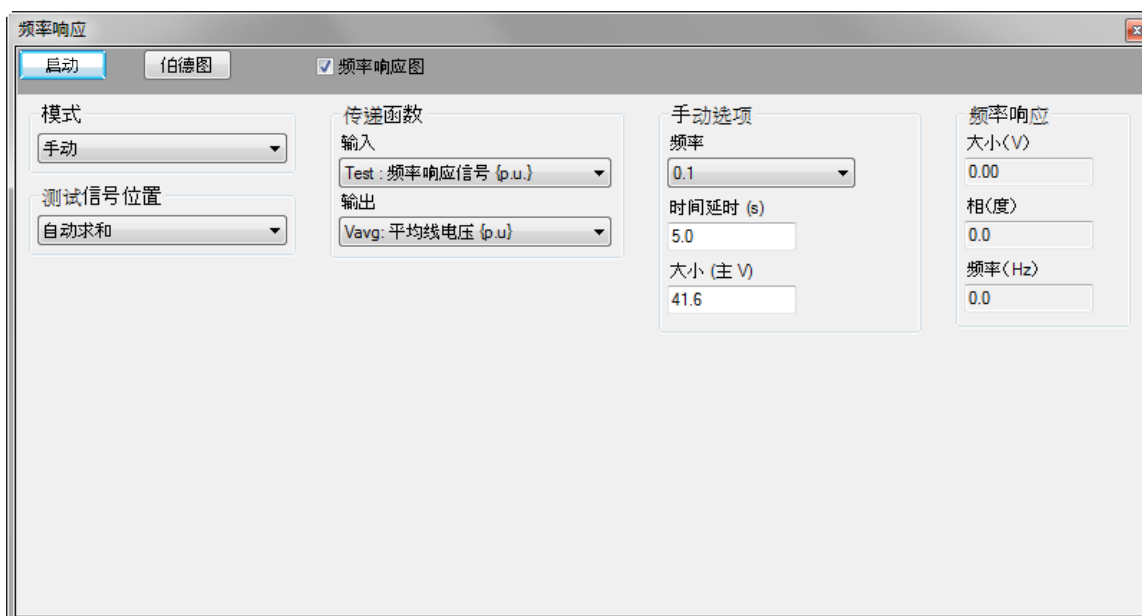 频率响应
启动
伯德图
频率响应图
模式
手动
测试信号位置
自动求和
传递函数
输入
Test : 频率响应信号 {p.u.}
输出
Vavg: 平均线电压 {p.u}
手动选项
频率
0.1
时间延时 (s)
5.0
大小 (主 V)
41.6
频率响应
大小(V)
0.00
相(度)
0.0
频率(Hz)
0.0